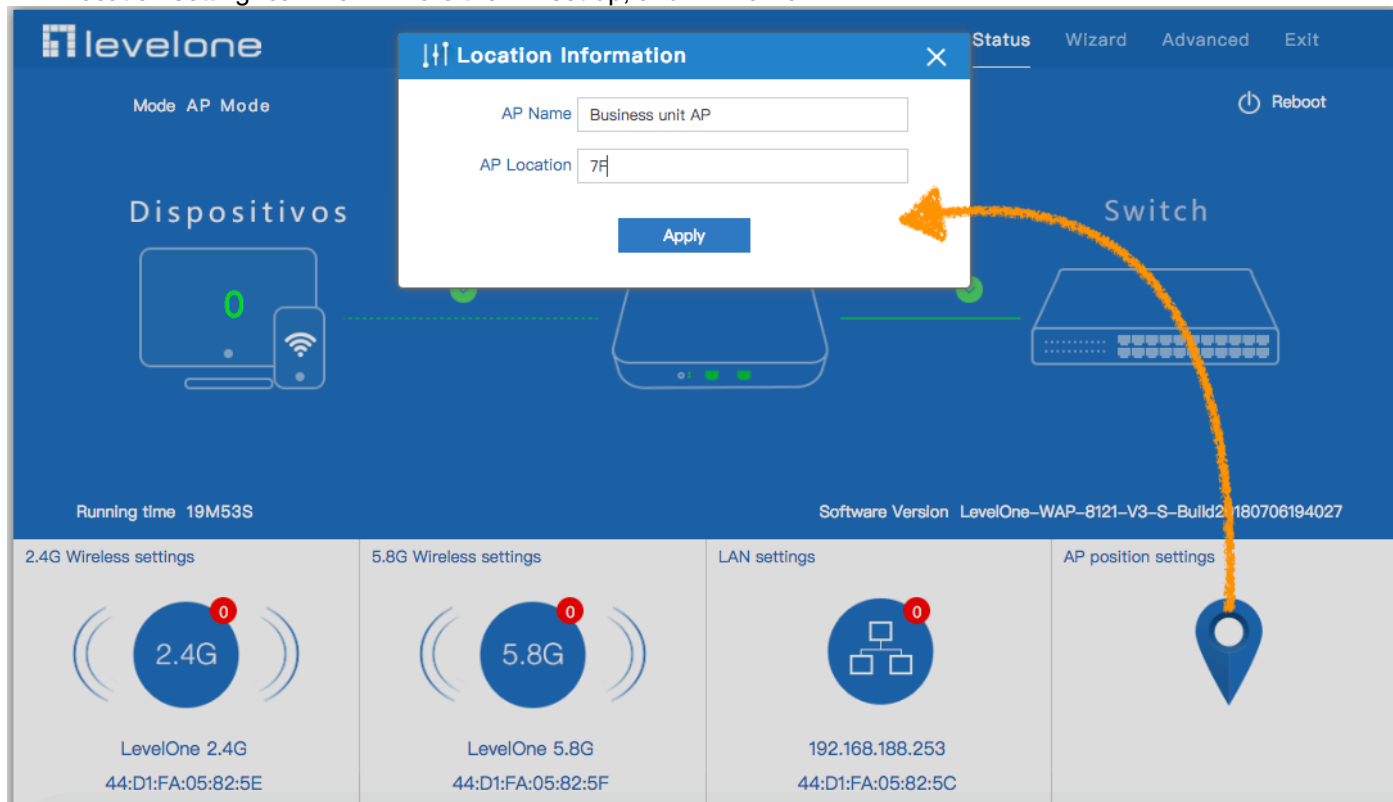 levelone
Status Wizard Advanced Exit
Location Information
Mode AP Mode
Reboot
AP Name Business unit AP
AP Location 7F
Apply
Dispositivos
Switch
0
Running time 19M53S
Software Version LevelOne-WAP-8121-V3-S-Build20180706194027
2.4G Wireless settings
5.8G Wireless settings
LAN settings
AP position settings
0
0
0
2.4G
5.8G
LevelOne 2.4G
LevelOne 5.8G
192.168.188.253
44:D1:FA:05:82:5E
44:D1:FA:05:82:5F
44:D1:FA:05:82:5C